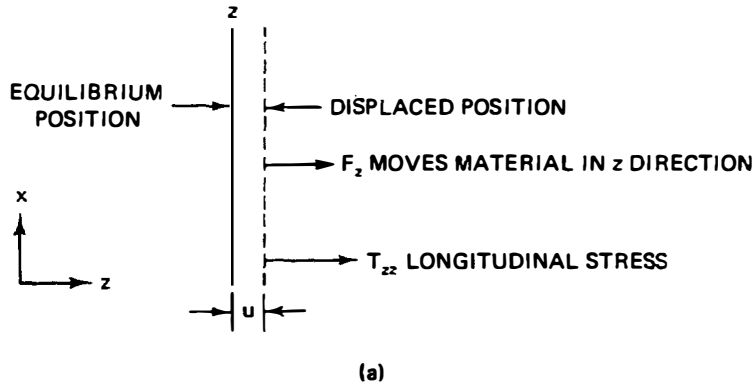 z
EQUILIBRIUM
POSITION
DISPLACED POSITION
F_z MOVES MATERIAL IN z DIRECTION
x
z
T_zz LONGITUDINAL STRESS
u
(a)